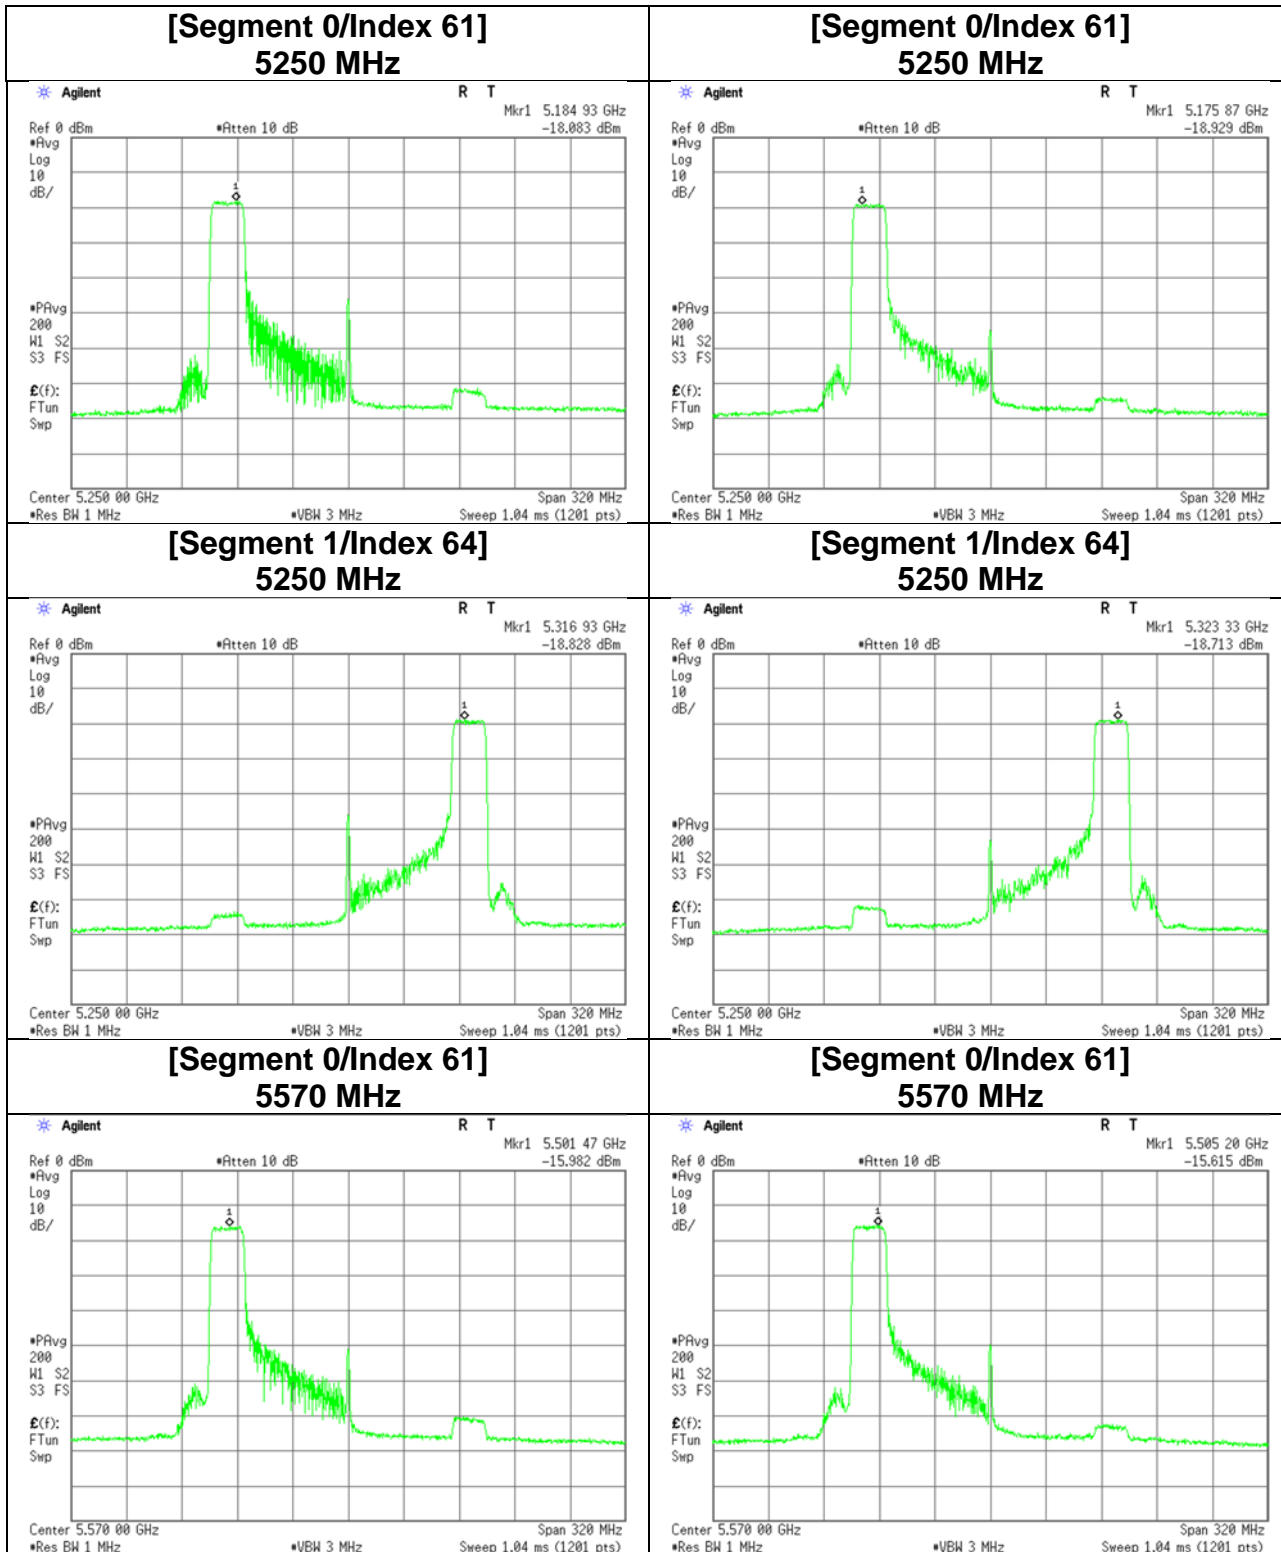 [Segment 0/Index 61]
5250 MHz
[Segment 0/Index 61]
5250 MHz
Agilent
R T
Mkr1 5.184 93 GHz
Ref 0 dBm
#Atten 10 dB
-18.083 dBm
#Avg
Log
10
dB/
1
#PAvg
200
W1 S2
S3 FS
£(f):
FTun
Swp
Center 5.250 00 GHz
Span 320 MHz
#Res BW 1 MHz
#VBW 3 MHz
Sweep 1.04 ms (1201 pts)
Agilent
R T
Mkr1 5.175 87 GHz
Ref 0 dBm
#Atten 10 dB
-18.929 dBm
#Avg
Log
10
dB/
1
#PAvg
200
W1 S2
S3 FS
£(f):
FTun
Swp
Center 5.250 00 GHz
Span 320 MHz
#Res BW 1 MHz
#VBW 3 MHz
Sweep 1.04 ms (1201 pts)
[Segment 1/Index 64]
5250 MHz
[Segment 1/Index 64]
5250 MHz
Agilent
R T
Mkr1 5.316 93 GHz
Ref 0 dBm
#Atten 10 dB
-18.828 dBm
#Avg
Log
10
dB/
1
#PAvg
200
W1 S2
S3 FS
£(f):
FTun
Swp
Center 5.250 00 GHz
Span 320 MHz
#Res BW 1 MHz
#VBW 3 MHz
Sweep 1.04 ms (1201 pts)
Agilent
R T
Mkr1 5.323 33 GHz
Ref 0 dBm
#Atten 10 dB
-18.713 dBm
#Avg
Log
10
dB/
1
#PAvg
200
W1 S2
S3 FS
£(f):
FTun
Swp
Center 5.250 00 GHz
Span 320 MHz
#Res BW 1 MHz
#VBW 3 MHz
Sweep 1.04 ms (1201 pts)
[Segment 0/Index 61]
5570 MHz
[Segment 0/Index 61]
5570 MHz
Agilent
R T
Mkr1 5.501 47 GHz
Ref 0 dBm
#Atten 10 dB
-15.982 dBm
#Avg
Log
10
dB/
1
#PAvg
200
W1 S2
S3 FS
£(f):
FTun
Swp
Center 5.570 00 GHz
Span 320 MHz
#Res BW 1 MHz
#VBW 3 MHz
Sweep 1.04 ms (1201 pts)
Agilent
R T
Mkr1 5.505 20 GHz
Ref 0 dBm
#Atten 10 dB
-15.615 dBm
#Avg
Log
10
dB/
1
#PAvg
200
W1 S2
S3 FS
£(f):
FTun
Swp
Center 5.570 00 GHz
Span 320 MHz
#Res BW 1 MHz
#VBW 3 MHz
Sweep 1.04 ms (1201 pts)